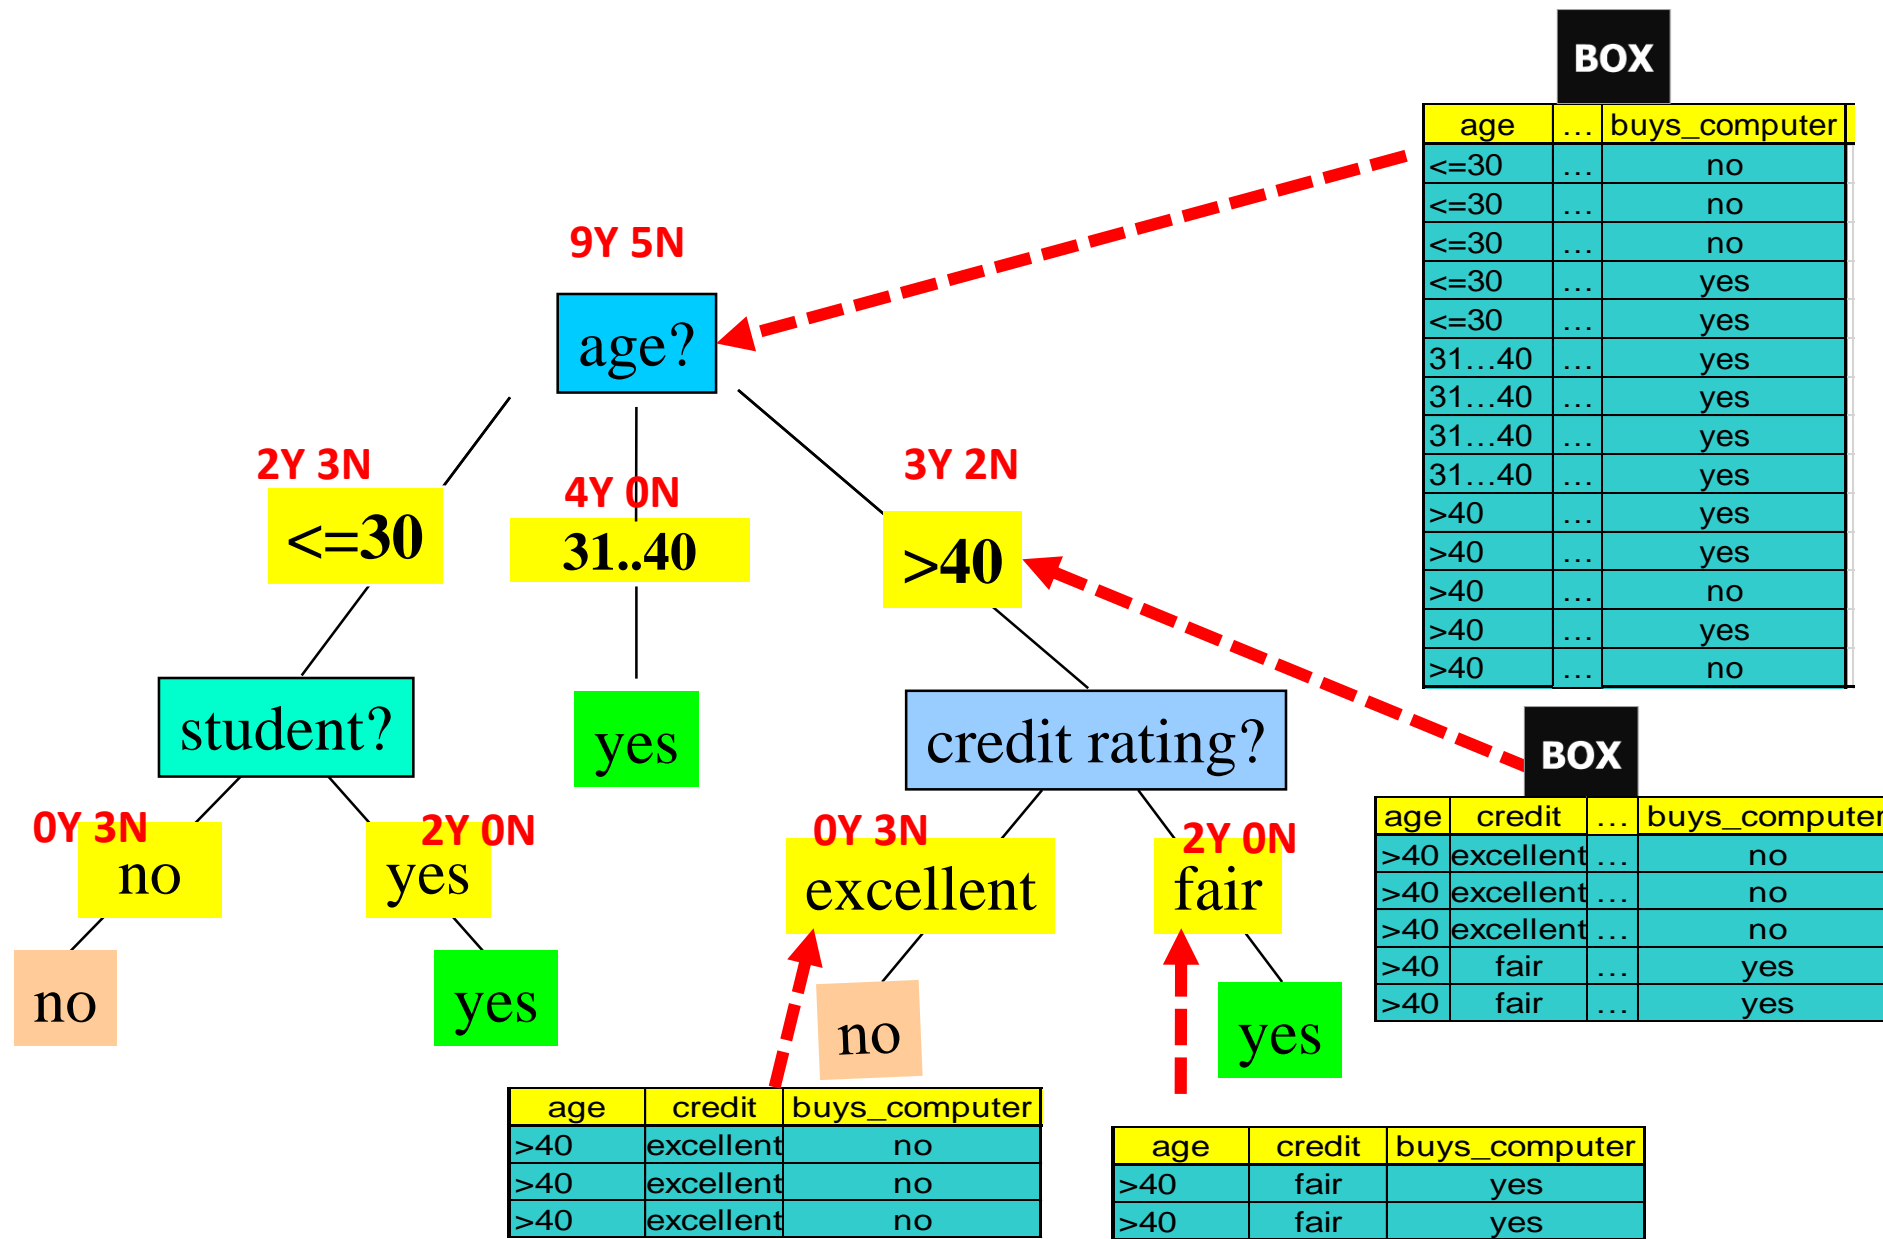 BOX
age … buys_computer
<=30 … no
<=30 … no
<=30 … no
<=30 … yes
<=30 … yes
31…40 … yes
31…40 … yes
31…40 … yes
31…40 … yes
>40 … yes
>40 … yes
>40 … no
>40 … yes
>40 … no
9Y 5N
age?
2Y 3N
4Y 0N
3Y 2N
<=30
31..40
>40
student?
yes
credit rating?
0Y 3N
2Y 0N
0Y 3N
2Y 0N
no
yes
excellent
fair
no
yes
no
yes
BOX
age credit … buys_computer
>40 excellent … no
>40 excellent … no
>40 excellent … no
>40 fair … yes
>40 fair … yes
age credit buys_computer
>40 excellent no
>40 excellent no
>40 excellent no
age credit buys_computer
>40 fair yes
>40 fair yes